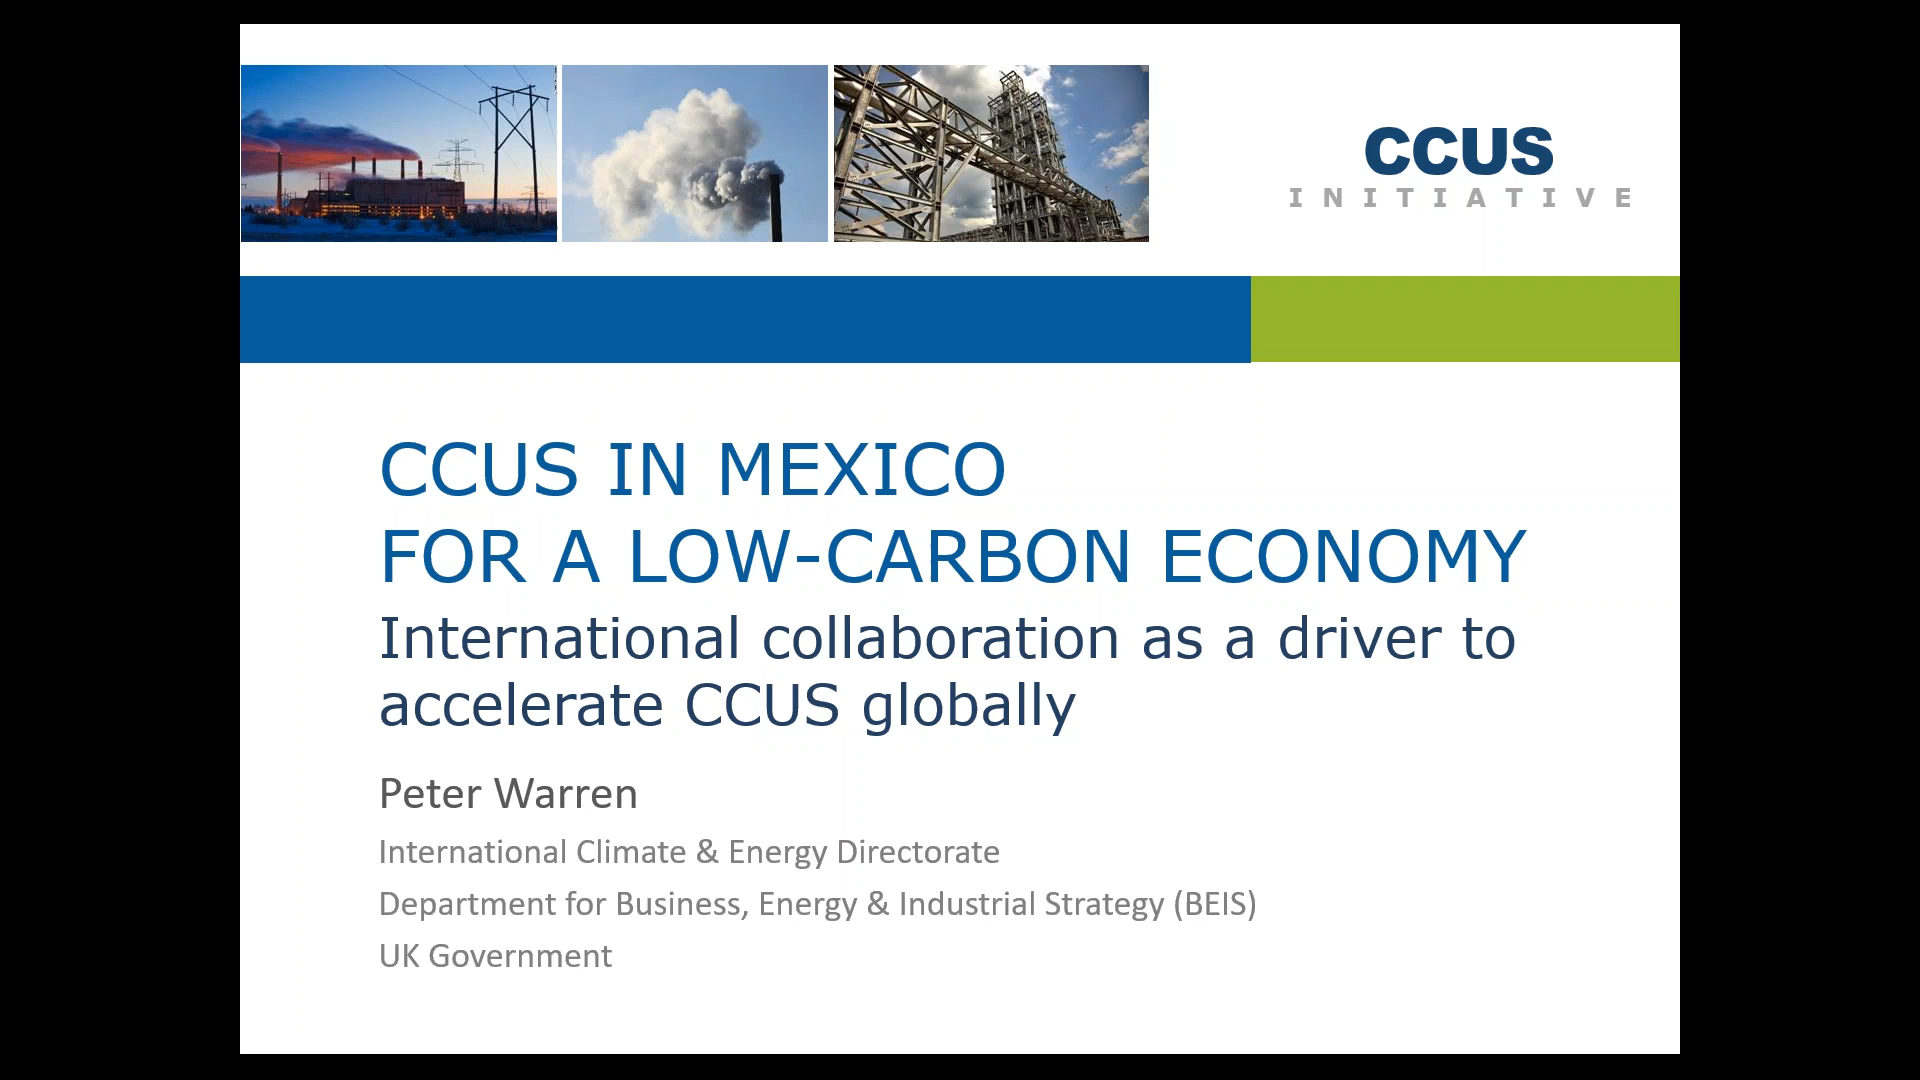 CCUS
INITIATIVE
CCUS IN MEXICO
FOR A LOW-CARBON ECONOMY
International collaboration as a driver to
accelerate CCUS globally
Peter Warren
International Climate & Energy Directorate
Department for Business, Energy & Industrial Strategy (BEIS)
UK Government